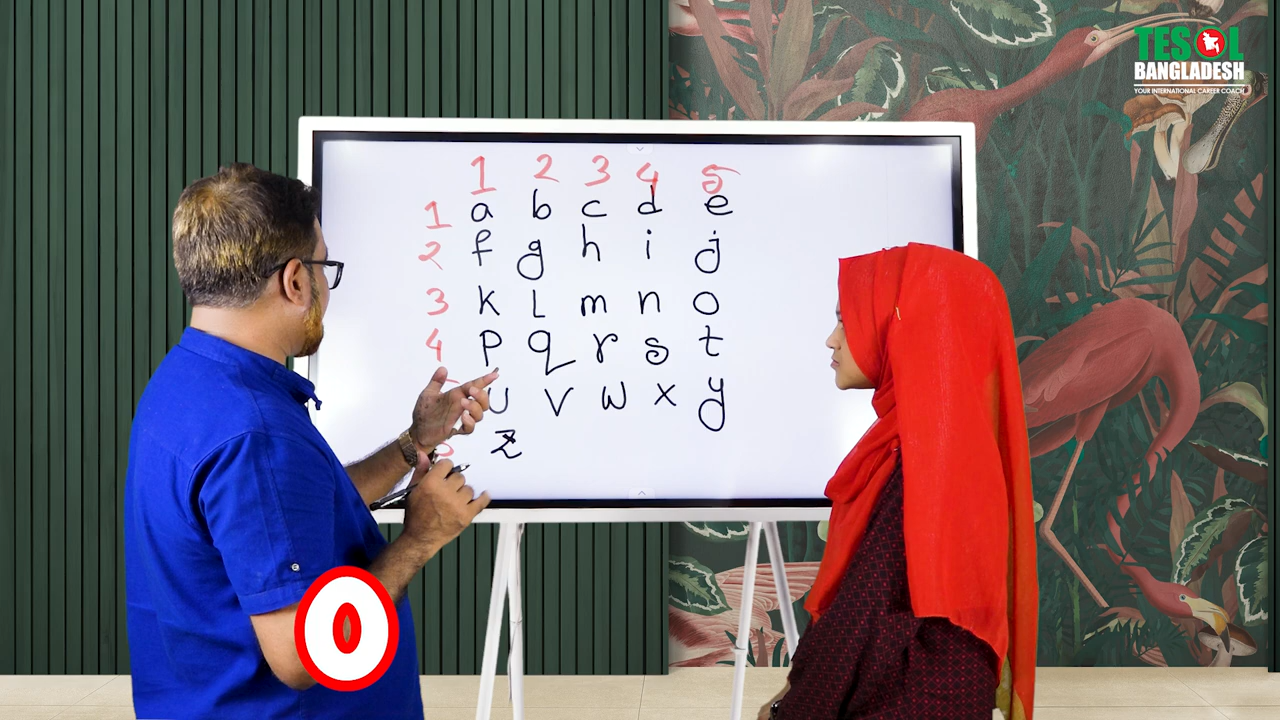 TESOL
BANGLADESH
YOUR INTERNATIONAL CAREER COACH
1 2 3 4 5
1 a b c d e
2 f g h i j
3 k l m n o
4 p q r s t
u v w x y
z
0